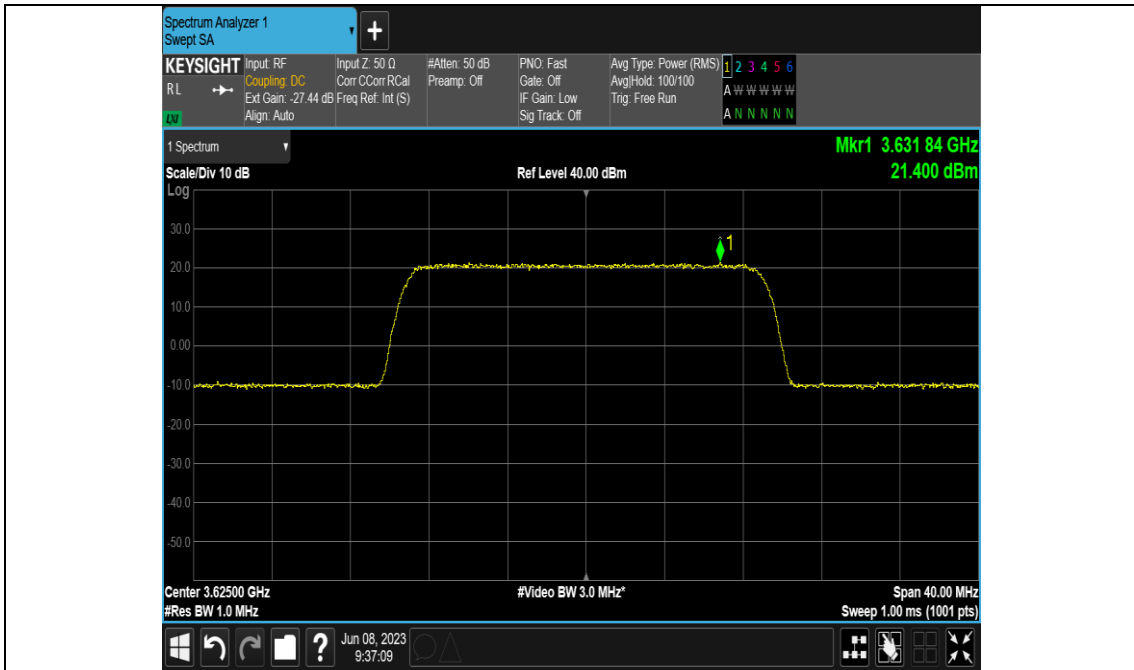 Spectrum Analyzer 1
Swept SA
+
KEYSIGHT
RL
LXI
Input: RF
Coupling: DC
Ext Gain: -27.44 dB
Align: Auto
Input Z: 50 Ω
Corr CCorr RCal
Freq Ref: Int (S)
#Atten: 50 dB
Preamp: Off
PNO: Fast
Gate: Off
IF Gain: Low
Sig Track: Off
Avg Type: Power (RMS)
Avg|Hold: 100/100
Trig: Free Run
1 2 3 4 5 6
A W W W W W
A N N N N N
1 Spectrum
Mkr1 3.631 84 GHz
Scale/Div 10 dB
Ref Level 40.00 dBm
21.400 dBm
Log
30.0
1
20.0
10.0
0.00
-10.0
-20.0
-30.0
-40.0
-50.0
Center 3.62500 GHz
#Video BW 3.0 MHz*
Span 40.00 MHz
#Res BW 1.0 MHz
Sweep 1.00 ms (1001 pts)
?
Jun 08, 2023
9:37:09